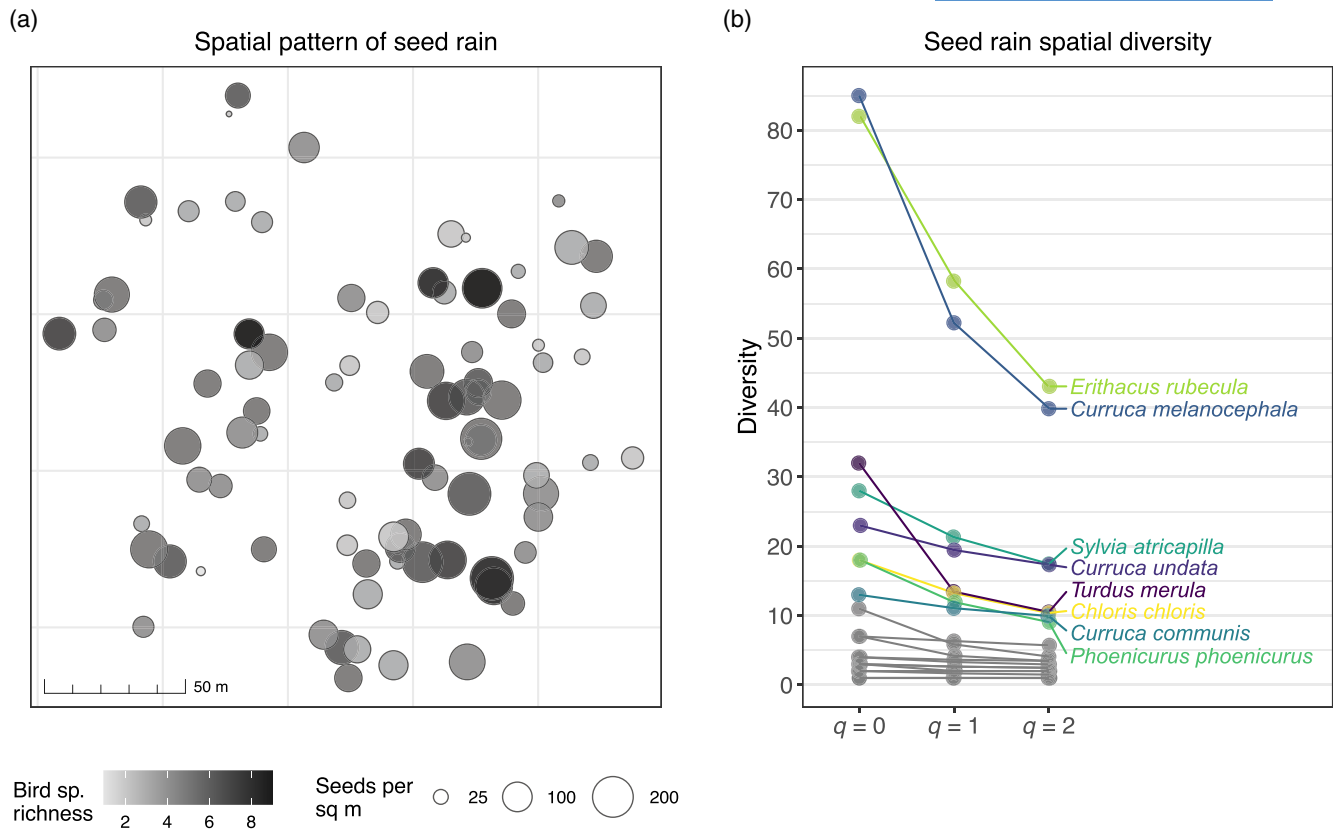 (a)
Spatial pattern of seed rain
50 m
Bird sp.
richness
2 4 6 8
Seeds per
sq m
25 100 200
(b)
Seed rain spatial diversity
Diversity
80
70
60
50
40
30
20
10
0
Erithacus rubecula
Curruca melanocephala
Sylvia atricapilla
Curruca undata
Turdus merula
Chloris chloris
Curruca communis
Phoenicurus phoenicurus
q = 0 q = 1 q = 2